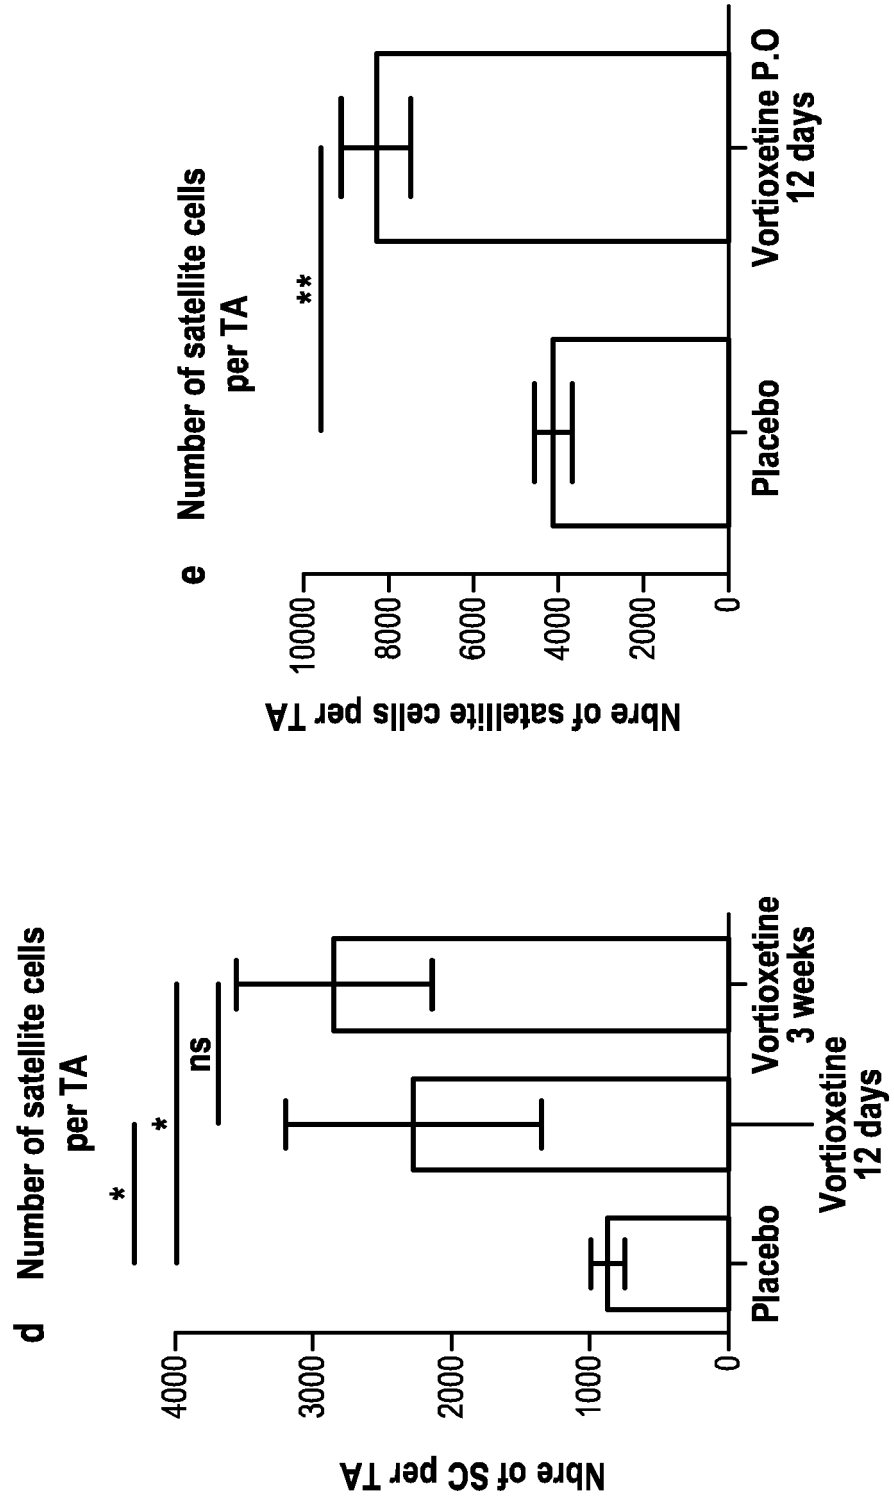 d Number of satellite cells
per TA
Nbre of SC per TA
4000
3000
2000
1000
0
*
*
ns
Placebo
Vortioxetine
12 days
Vortioxetine
3 weeks
e Number of satellite cells
per TA
Nbre of satellite cells per TA
10000
8000
6000
4000
2000
0
**
Placebo
Vortioxetine P.O
12 days